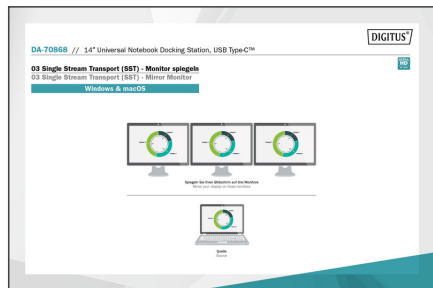 DIGITUS®
DA-70868 // 14" Universal Notebook Docking Station, USB Type-C™
03 Single Stream Transport (SST) - Monitor spiegeln
03 Single Stream Transport (SST) - Mirror Monitor
HD
Windows & macOS
Spiegeln Sie Ihren Bildschirm auf die Monitore
Mirror your display on these monitors
Quelle
Source